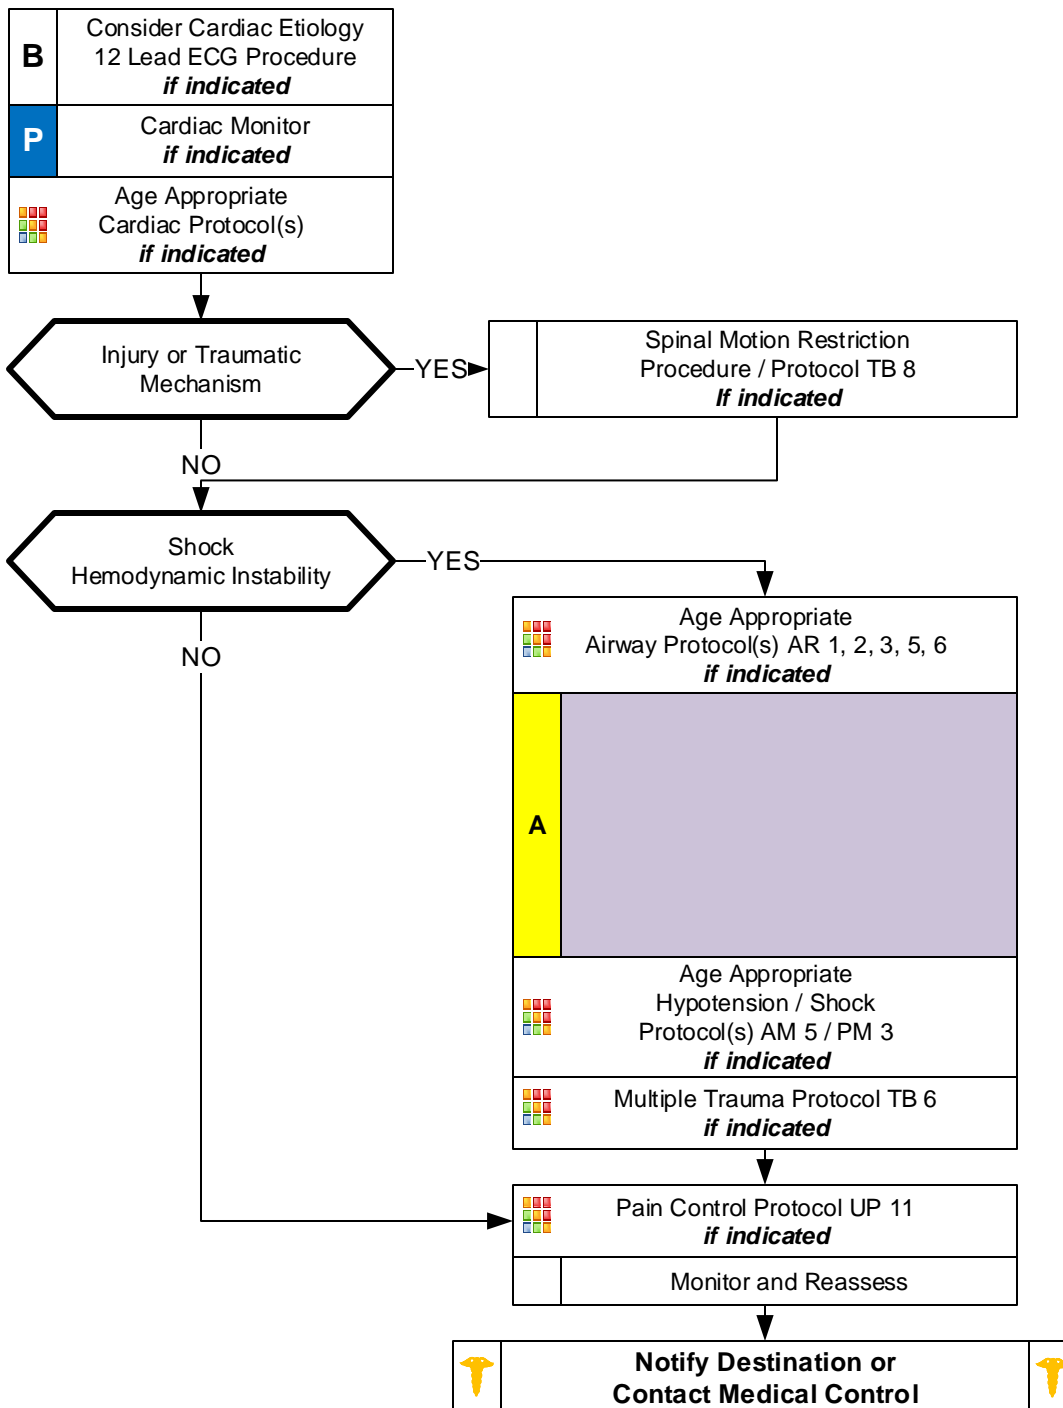 B
Consider Cardiac Etiology
12 Lead ECG Procedure
if indicated
P
Cardiac Monitor
if indicated
Age Appropriate
Cardiac Protocol(s)
if indicated
Injury or Traumatic
Mechanism
YES
Spinal Motion Restriction
Procedure / Protocol TB 8
If indicated
NO
Shock
Hemodynamic Instability
YES
NO
Age Appropriate
Airway Protocol(s) AR 1, 2, 3, 5, 6
if indicated
A
Age Appropriate
Hypotension / Shock
Protocol(s) AM 5 / PM 3
if indicated
Multiple Trauma Protocol TB 6
if indicated
Pain Control Protocol UP 11
if indicated
Monitor and Reassess
Notify Destination or
Contact Medical Control